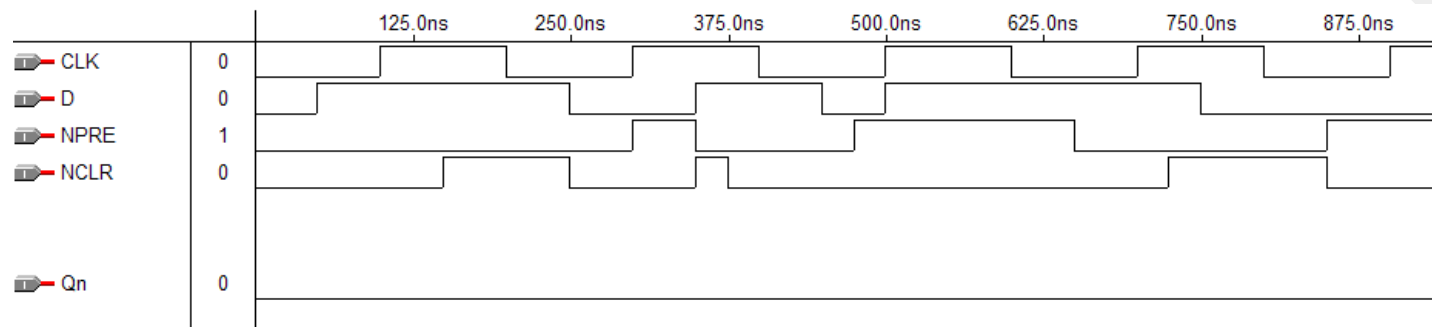 125.0ns 250.0ns 375.0ns 500.0ns 625.0ns 750.0ns 875.0ns
CLK 0
D 0
NPRE 1
NCLR 0
Qn 0